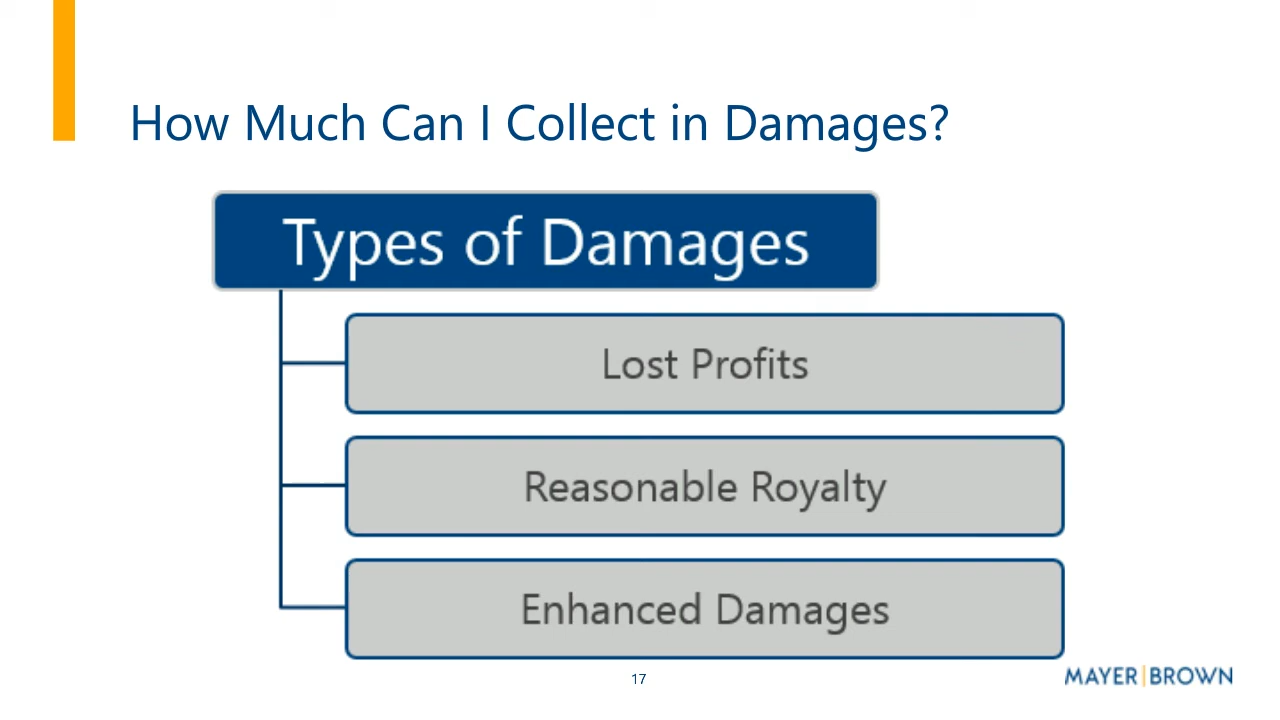 How Much Can I Collect in Damages?
Types of Damages
Lost Profits
Reasonable Royalty
Enhanced Damages
17
MAYER|BROWN